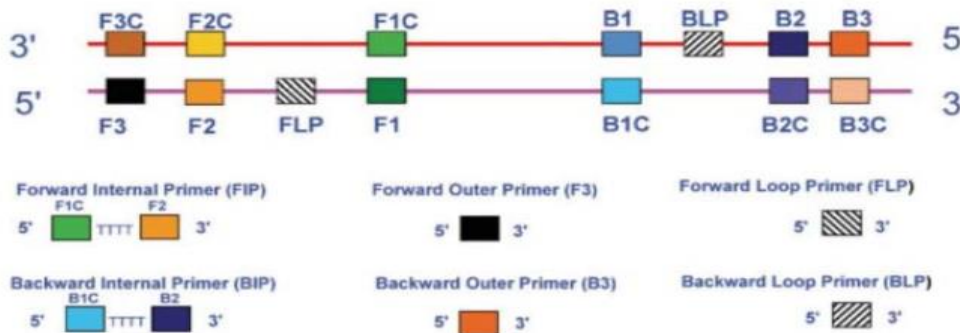 F3C F2C F1C B1 BLP B2 B3
3' 5
5' 3
F3 F2 FLP F1 B1C B2C B3C
Forward Internal Primer (FIP) Forward Outer Primer (F3) Forward Loop Primer (FLP)
F1C F2
5' TTTT 3' 5' 3' 5' 3'
Backward Internal Primer (BIP) Backward Outer Primer (B3) Backward Loop Primer (BLP)
B1C B2
5' TTTT 3' 5' 3' 5' 3'